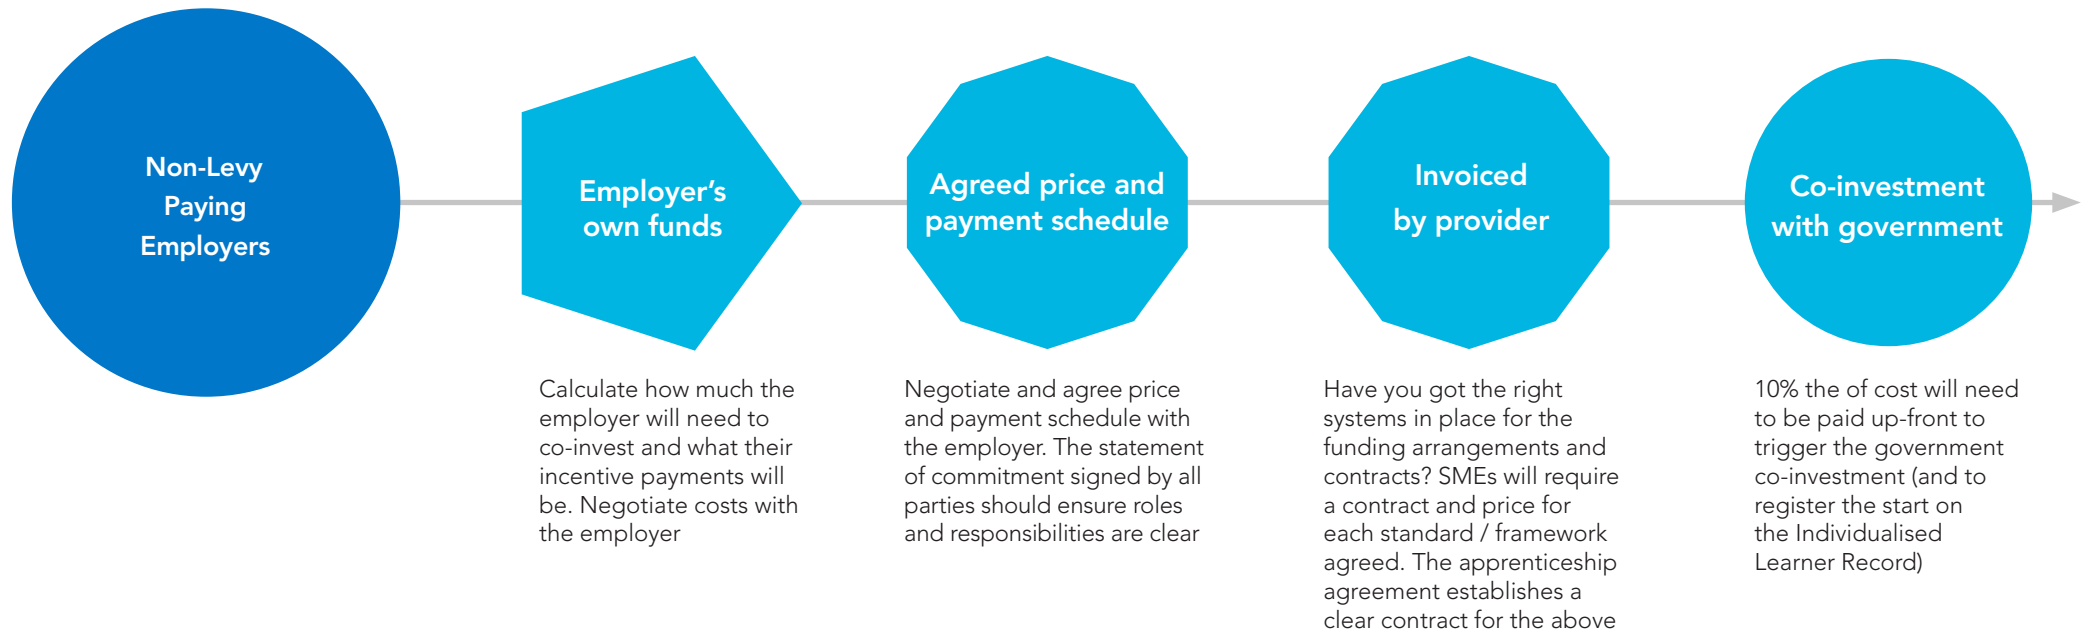 Non-Levy
Paying
Employers
Employer’s
own funds
Calculate how much the
employer will need to
co-invest and what their
incentive payments will
be. Negotiate costs with
the employer
Agreed price and
payment schedule
Negotiate and agree price
and payment schedule with
the employer. The statement
of commitment signed by all
parties should ensure roles
and responsibilities are clear
Invoiced
by provider
Have you got the right
systems in place for the
funding arrangements and
contracts? SMEs will require
a contract and price for
each standard / framework
agreed. The apprenticeship
agreement establishes a
clear contract for the above
Co-investment
with government
10% the of cost will need
to be paid up-front to
trigger the government
co-investment (and to
register the start on
the Individualised
Learner Record)